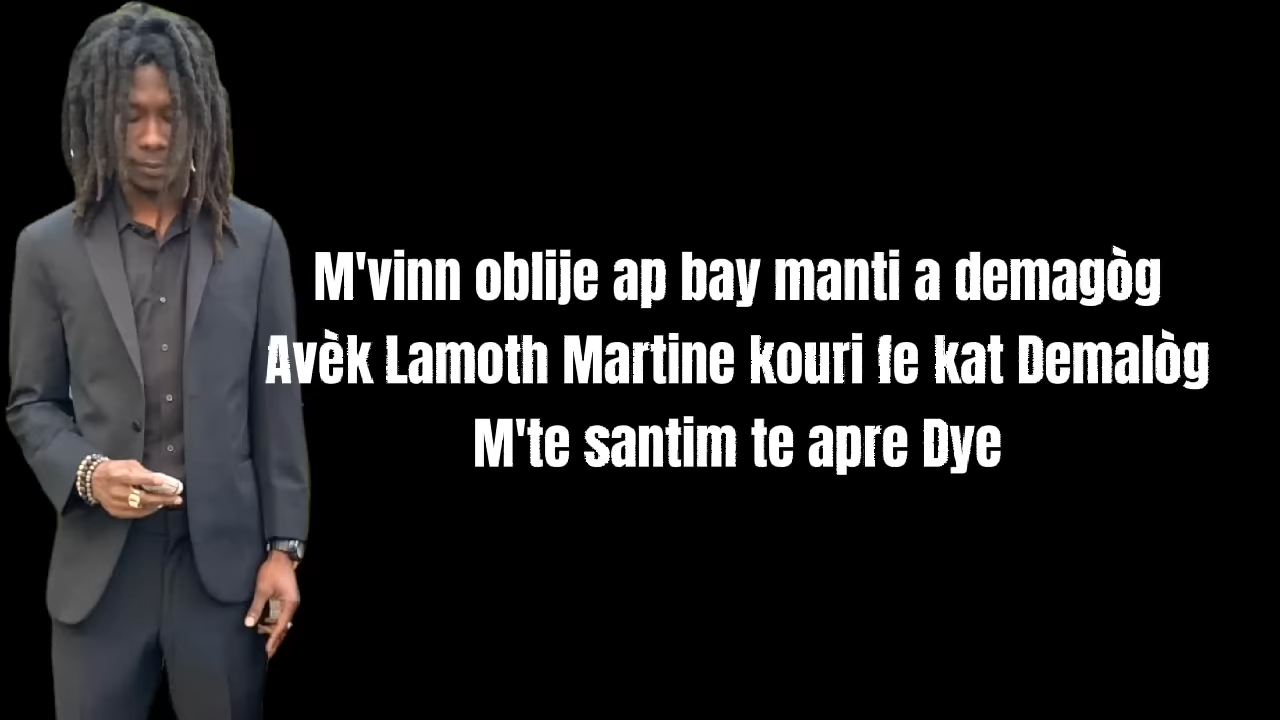 M'vinn oblije ap bay manti a demagòg
Avèk Lamoth Martine kouri fe kat Demalòg
M'te santim te apre Dye